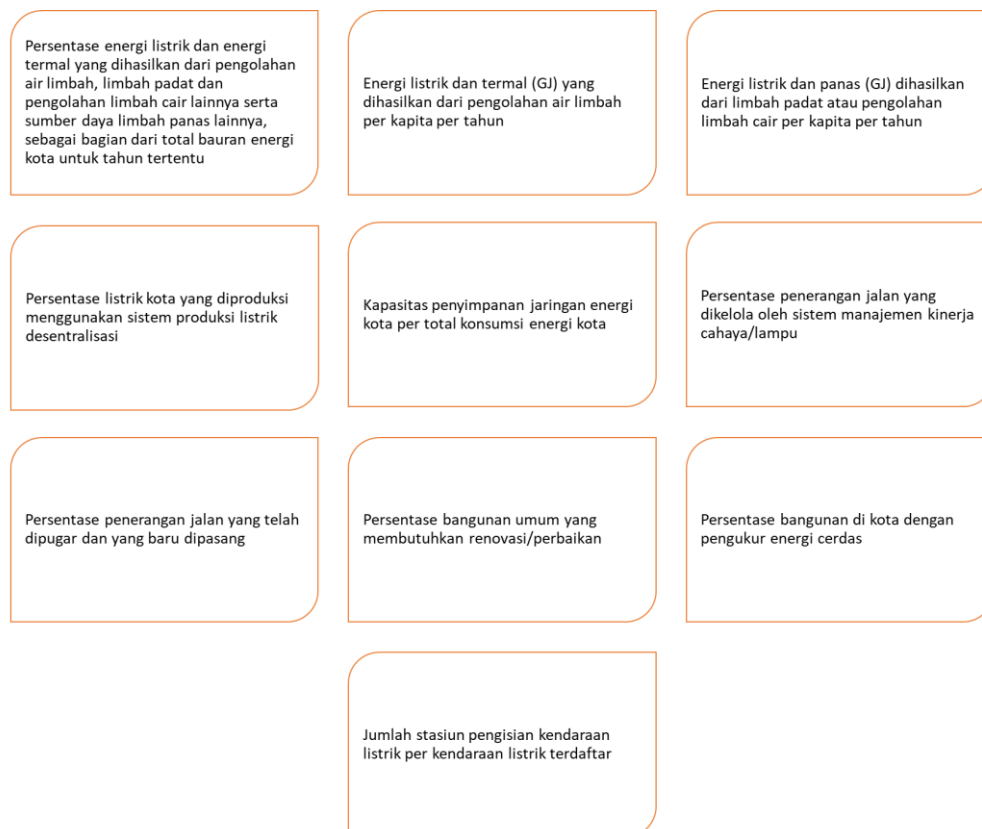 Persentase energi listrik dan energi
termal yang dihasilkan dari pengolahan
air limbah, limbah padat dan
pengolahan limbah cair lainnya serta
sumber daya limbah panas lainnya,
sebagai bagian dari total bauran energi
kota untuk tahun tertentu
Energi listrik dan termal (GJ) yang
dihasilkan dari pengolahan air limbah
per kapita per tahun
Energi listrik dan panas (GJ) dihasilkan
dari limbah padat atau pengolahan
limbah cair per kapita per tahun
Persentase listrik kota yang diproduksi
menggunakan sistem produksi listrik
desentralisasi
Kapasitas penyimpanan jaringan energi
kota per total konsumsi energi kota
Persentase penerangan jalan yang
dikelola oleh sistem manajemen kinerja
cahaya/lampu
Persentase penerangan jalan yang telah
dipugar dan yang baru dipasang
Persentase bangunan umum yang
membutuhkan renovasi/perbaikan
Persentase bangunan di kota dengan
pengukur energi cerdas
Jumlah stasiun pengisian kendaraan
listrik per kendaraan listrik terdaftar